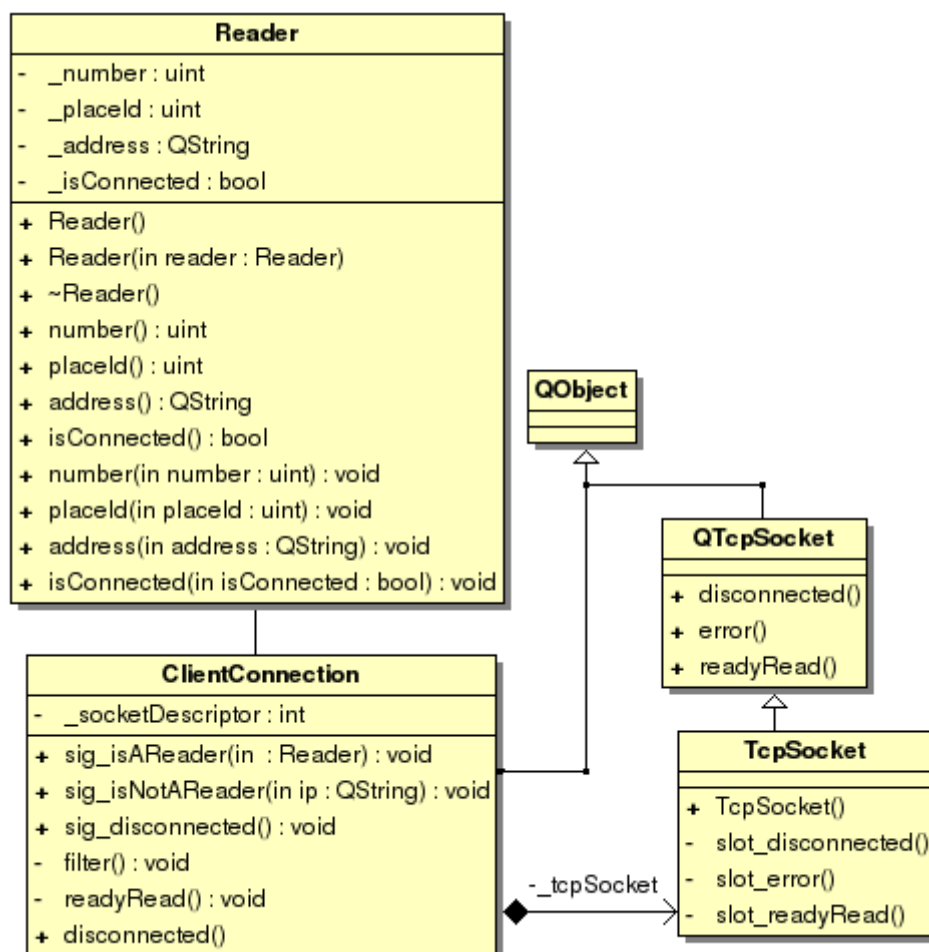 Reader
- _number : uint
- _placeId : uint
- _address : QString
- _isConnected : bool
+ Reader()
+ Reader(in reader : Reader)
+ ~Reader()
+ number() : uint
+ placeId() : uint
+ address() : QString
+ isConnected() : bool
+ number(in number : uint) : void
+ placeId(in placeId : uint) : void
+ address(in address : QString) : void
+ isConnected(in isConnected : bool) : void
QObject
QTcpSocket
+ disconnected()
+ error()
+ readyRead()
ClientConnection
- _socketDescriptor : int
+ sig_isAReader(in : Reader) : void
+ sig_isNotAReader(in ip : QString) : void
+ sig_disconnected() : void
- filter() : void
- readyRead() : void
+ disconnected()
-_tcpSocket
TcpSocket
+ TcpSocket()
- slot_disconnected()
- slot_error()
- slot_readyRead()